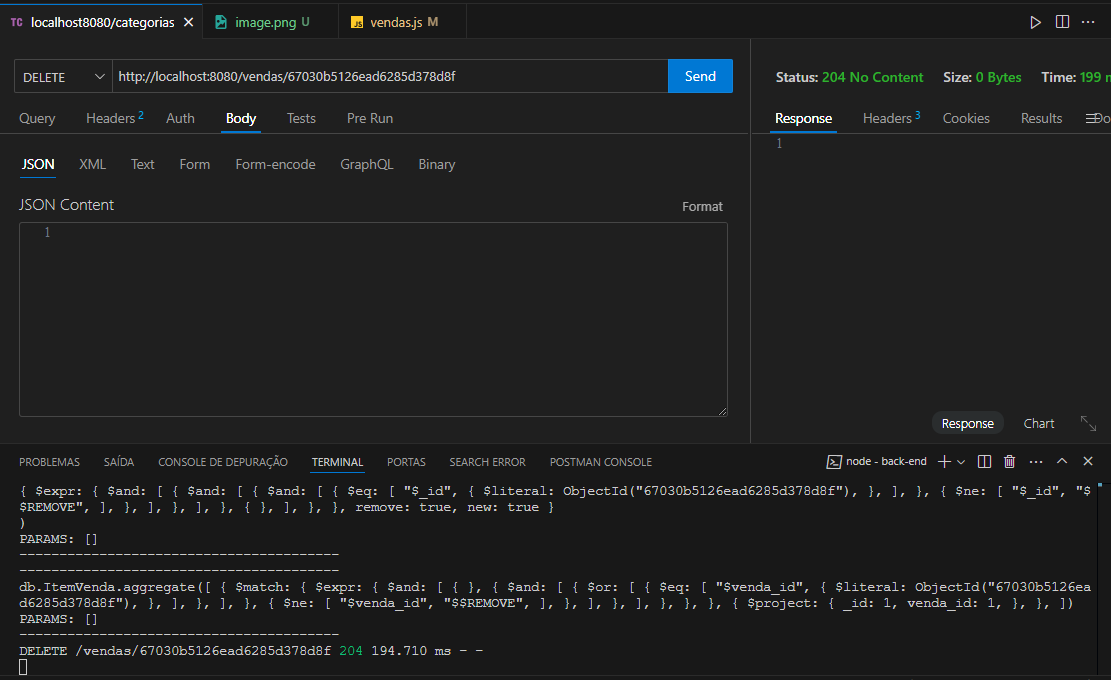 TC localhost8080/categorias
image.png U
JS vendas.js M
DELETE
http://localhost:8080/vendas/67030b5126ead6285d378d8f
Send
Status: 204 No Content Size: 0 Bytes Time: 199 m
Query Headers 2 Auth Body Tests Pre Run
Response Headers 3 Cookies Results Do
1
JSON XML Text Form Form-encode GraphQL Binary
JSON Content
Format
1
Response Chart
PROBLEMAS SAÍDA CONSOLE DE DEPURAÇÃO TERMINAL PORTAS SEARCH ERROR POSTMAN CONSOLE
node - back-end
{ $expr: { $and: [ { $and: [ { $and: [ { $eq: [ "$_id", { $literal: ObjectId("67030b5126ead6285d378d8f"), }, ], }, { $ne: [ "$_id", "$
$REMOVE", ], }, ], }, ], }, { }, ], }, }, remove: true, new: true }
)
PARAMS: []
----------------------------------------
----------------------------------------
db.ItemVenda.aggregate([ { $match: { $expr: { $and: [ { }, { $and: [ { $or: [ { $eq: [ "$venda_id", { $literal: ObjectId("67030b5126ea
d6285d378d8f"), }, ], }, ], }, { $ne: [ "$venda_id", "$$REMOVE", ], }, ], }, ], }, }, }, { $project: { _id: 1, venda_id: 1, }, }, ])
PARAMS: []
----------------------------------------
DELETE /vendas/67030b5126ead6285d378d8f 204 194.710 ms - -